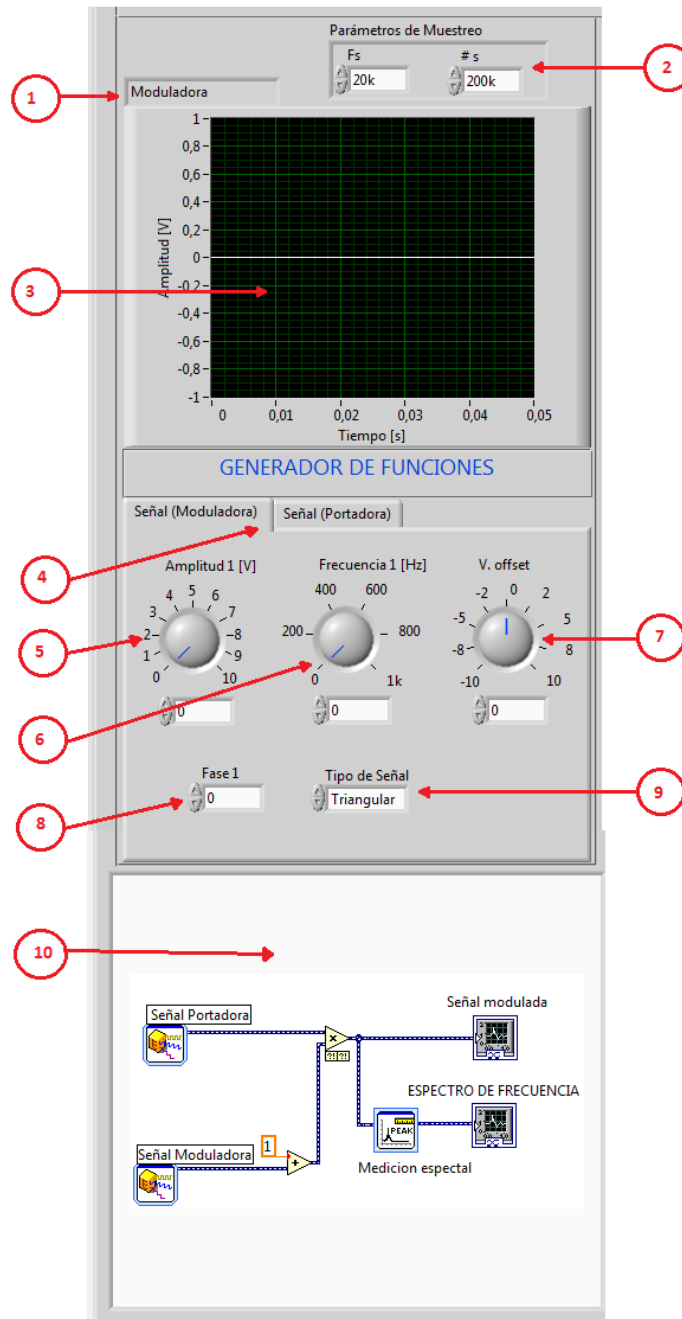 Parámetros de Muestreo
Fs # s
20k 200k
2
1
Moduladora
1
0,8
0,6
0,4
0,2
0
-0,2
-0,4
-0,6
-0,8
-1
Amplitud [V]
3
0 0,01 0,02 0,03 0,04 0,05
Tiempo [s]
GENERADOR DE FUNCIONES
Señal (Moduladora) Señal (Portadora)
4
Amplitud 1 [V]
0 1 2 3 4 5 6 7 8 9 10
0
5
Frecuencia 1 [Hz]
0 200 400 600 800 1k
0
6
V. offset
-10 -8 -5 -2 0 2 5 8 10
0
7
Fase 1
0
8
Tipo de Señal
Triangular
9
10
Señal Portadora
Señal modulada
×
?! ?!
ESPECTRO DE FRECUENCIA
PEAK
Medicion espectal
1
+
Señal Moduladora